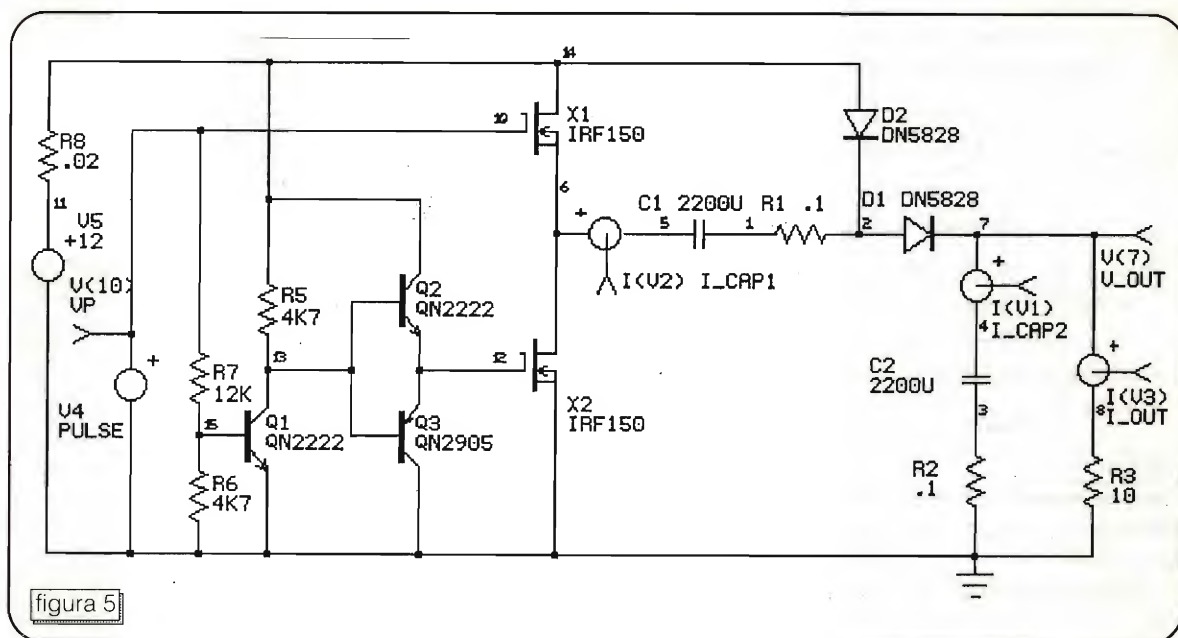 14
10
X1
IRF150
D2
DN5828
R8
.02
6
11
V5
+12
C1 2200U R1 .1
D1 DN5828
+
5
1
2
7
V(7)
V_OUT
V(10)
VP
I(V2) I_CAP1
+
I(V1)
I_CAP2
4
R5
4K7
Q2
QN2222
13
12
+
R7
12K
C2
2200U
+
I(V3)
I_OUT
8
V4
PULSE
X2
IRF150
15
Q1
QN2222
Q3
QN2905
3
R6
4K7
R2
.1
R3
10
figura 5